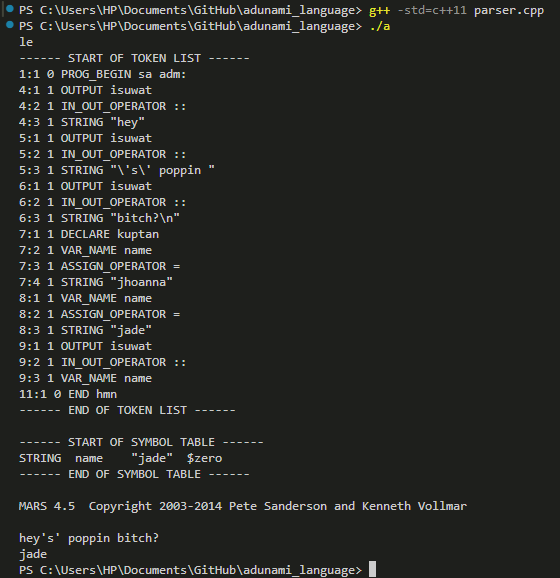 PS C:\Users\HP\Documents\GitHub\adunami_language> g++ -std=c++11 parser.cpp
PS C:\Users\HP\Documents\GitHub\adunami_language> ./a
le
------ START OF TOKEN LIST ------
1:1 0 PROG_BEGIN sa adm:
4:1 1 OUTPUT isuwat
4:2 1 IN_OUT_OPERATOR ::
4:3 1 STRING "hey"
5:1 1 OUTPUT isuwat
5:2 1 IN_OUT_OPERATOR ::
5:3 1 STRING "\'s\' poppin "
6:1 1 OUTPUT isuwat
6:2 1 IN_OUT_OPERATOR ::
6:3 1 STRING "bitch?\n"
7:1 1 DECLARE kuptan
7:2 1 VAR_NAME name
7:3 1 ASSIGN_OPERATOR =
7:4 1 STRING "jhoanna"
8:1 1 VAR_NAME name
8:2 1 ASSIGN_OPERATOR =
8:3 1 STRING "jade"
9:1 1 OUTPUT isuwat
9:2 1 IN_OUT_OPERATOR ::
9:3 1 VAR_NAME name
11:1 0 END hmn
------ END OF TOKEN LIST ------
------ START OF SYMBOL TABLE ------
STRING  name    "jade"  $zero
------ END OF SYMBOL TABLE ------
MARS 4.5  Copyright 2003-2014 Pete Sanderson and Kenneth Vollmar
hey's' poppin bitch?
jade
PS C:\Users\HP\Documents\GitHub\adunami_language>